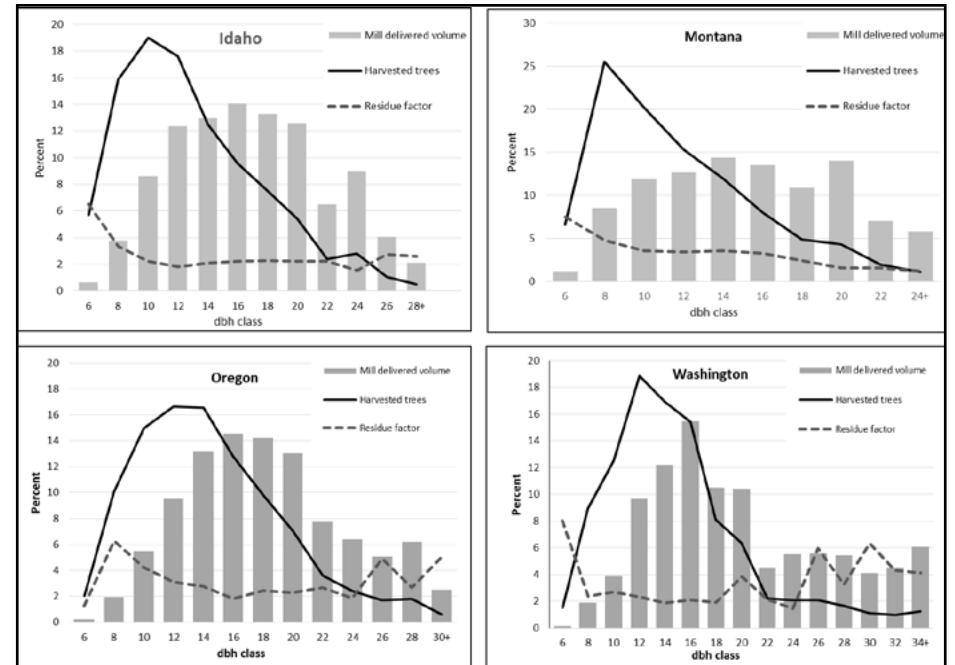 Idaho
Mill delivered volume
Harvested trees
Residue factor
Percent
20
18
16
14
12
10
8
6
4
2
0
6 8 10 12 14 16 18 20 22 24 26 28+
dbh class
Montana
Mill delivered volume
Harvested trees
Residue factor
Percent
30
25
20
15
10
5
0
6 8 10 12 14 16 18 20 22 24+
dbh class
Oregon
Mill delivered volume
Harvested trees
Residue factor
Percent
20
18
16
14
12
10
8
6
4
2
0
6 8 10 12 14 16 18 20 22 24 26 28 30+
dbh class
Washington
Mill delivered volume
Harvested trees
Residue factor
Percent
20
18
16
14
12
10
8
6
4
2
0
6 8 10 12 14 16 18 20 22 24 26 28 30 32 34+
dbh class